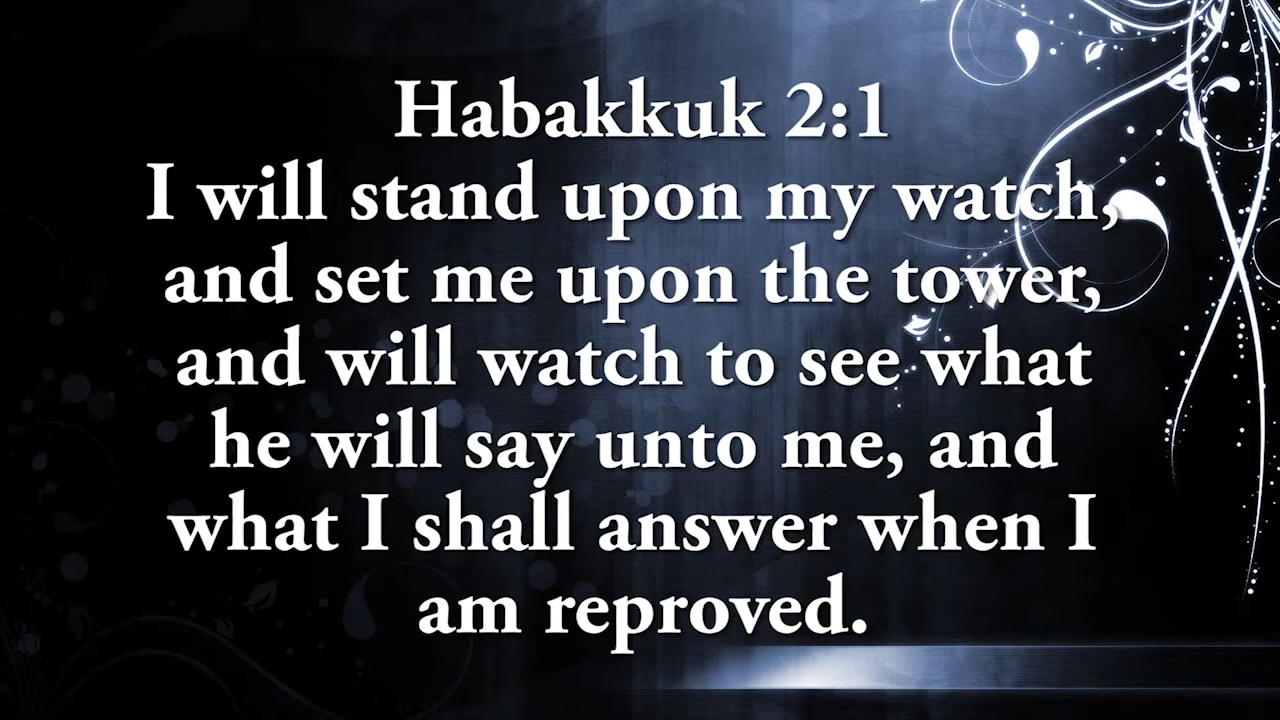 Habakkuk 2:1
I will stand upon my watch,
and set me upon the tower,
and will watch to see what
he will say unto me, and
what I shall answer when I
am reproved.